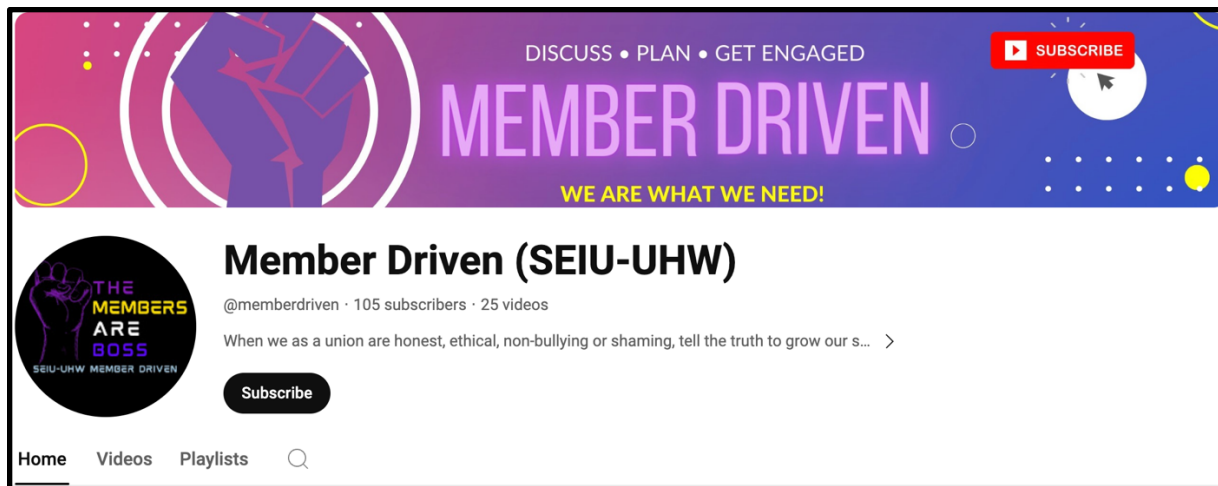 DISCUSS • PLAN • GET ENGAGED
SUBSCRIBE
MEMBER DRIVEN
WE ARE WHAT WE NEED!
THE
MEMBERS
ARE
BOSS
SEIU-UHW MEMBER DRIVEN
Member Driven (SEIU-UHW)
@memberdriven · 105 subscribers · 25 videos
When we as a union are honest, ethical, non-bullying or shaming, tell the truth to grow our s...
Subscribe
Home Videos Playlists